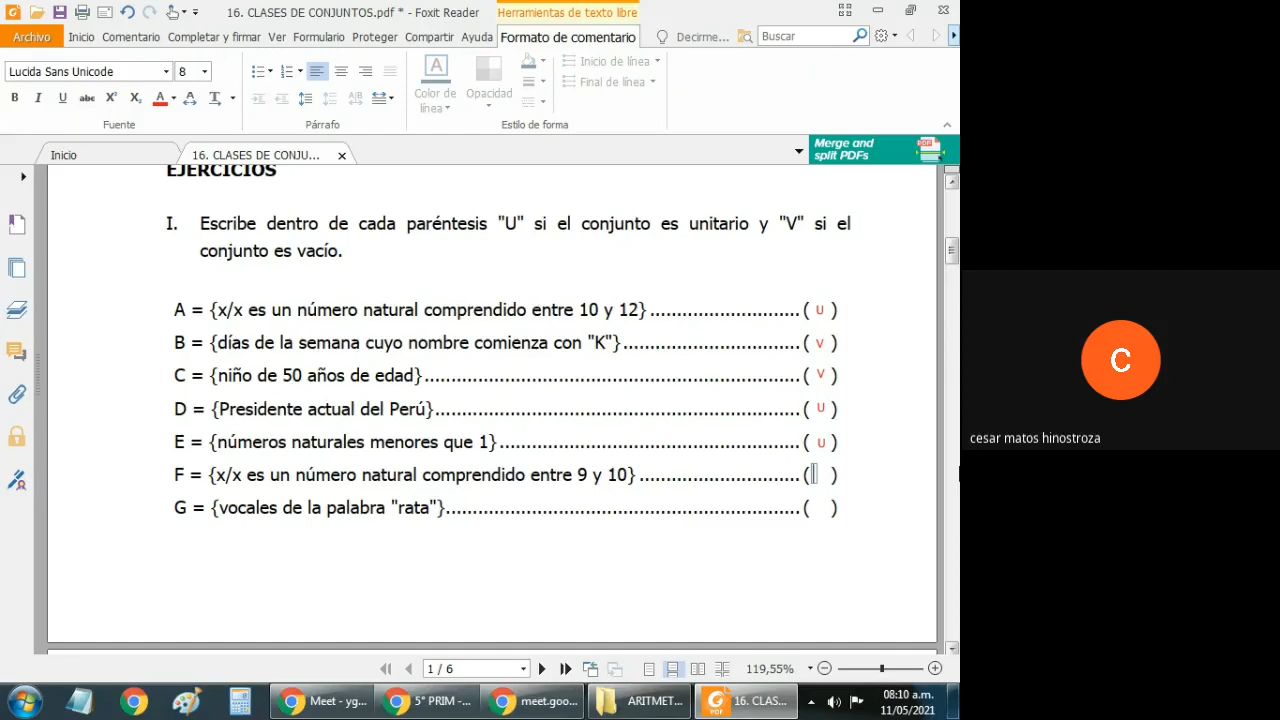 16. CLASES DE CONJUNTOS.pdf * - Foxit Reader
Herramientas de texto libre
Archivo Inicio Comentario Completar y firmar Ver Formulario Proteger Compartir Ayuda Formato de comentario Decirme... Buscar
Lucida Sans Unicode 8
Color de línea
Opacidad
Inicio de línea
Final de línea
Fuente Párrafo Estilo de forma
Inicio
16. CLASES DE CONJU...
Merge and split PDFs
EJERCICIOS
I. Escribe dentro de cada paréntesis "U" si el conjunto es unitario y "V" si el
conjunto es vacío.
A = {x/x es un número natural comprendido entre 10 y 12}............................( U )
B = {días de la semana cuyo nombre comienza con "K"}.................................( V )
C = {niño de 50 años de edad}......................................................................( V )
D = {Presidente actual del Perú}....................................................................( U )
E = {números naturales menores que 1}........................................................( U )
F = {x/x es un número natural comprendido entre 9 y 10}..............................( )
G = {vocales de la palabra "rata"}..................................................................( )
C
cesar matos hinostroza
1 / 6
119,55%
Meet - yg...
5° PRIM -...
meet.goo...
ARITMET...
16. CLAS...
08:10 a.m.
11/05/2021